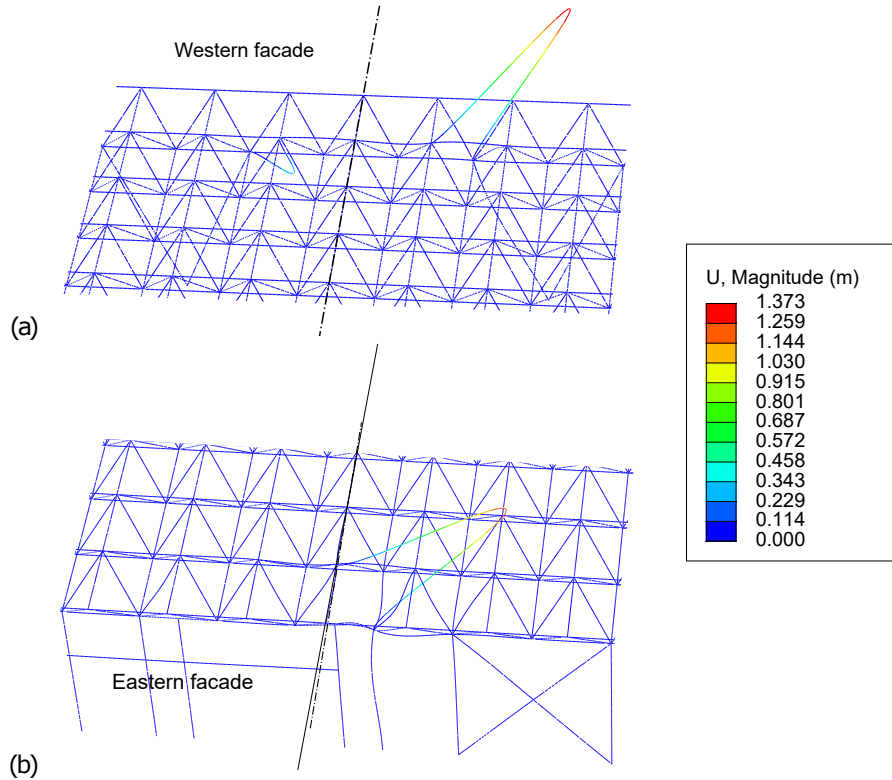 Western facade
(a)
U, Magnitude (m)
1.373
1.259
1.144
1.030
0.915
0.801
0.687
0.572
0.458
0.343
0.229
0.114
0.000
Eastern facade
(b)